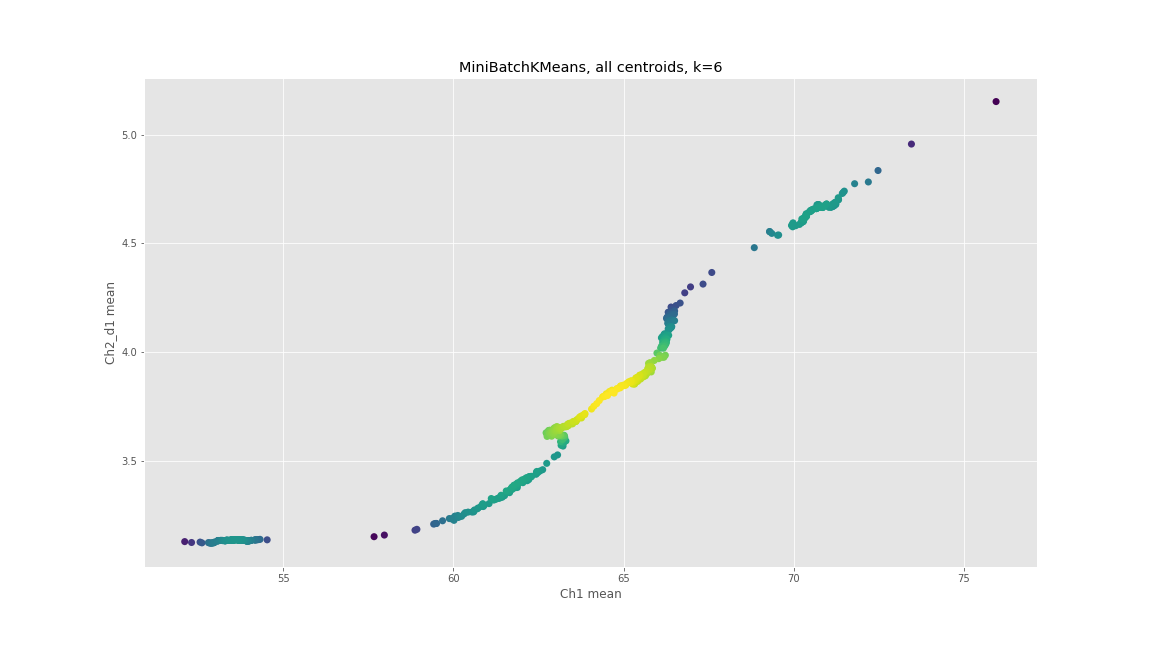 MiniBatchKMeans, all centroids, k=6
5.0
4.5
4.0
3.5
Ch2_d1 mean
55 60 65 70 75
Ch1 mean